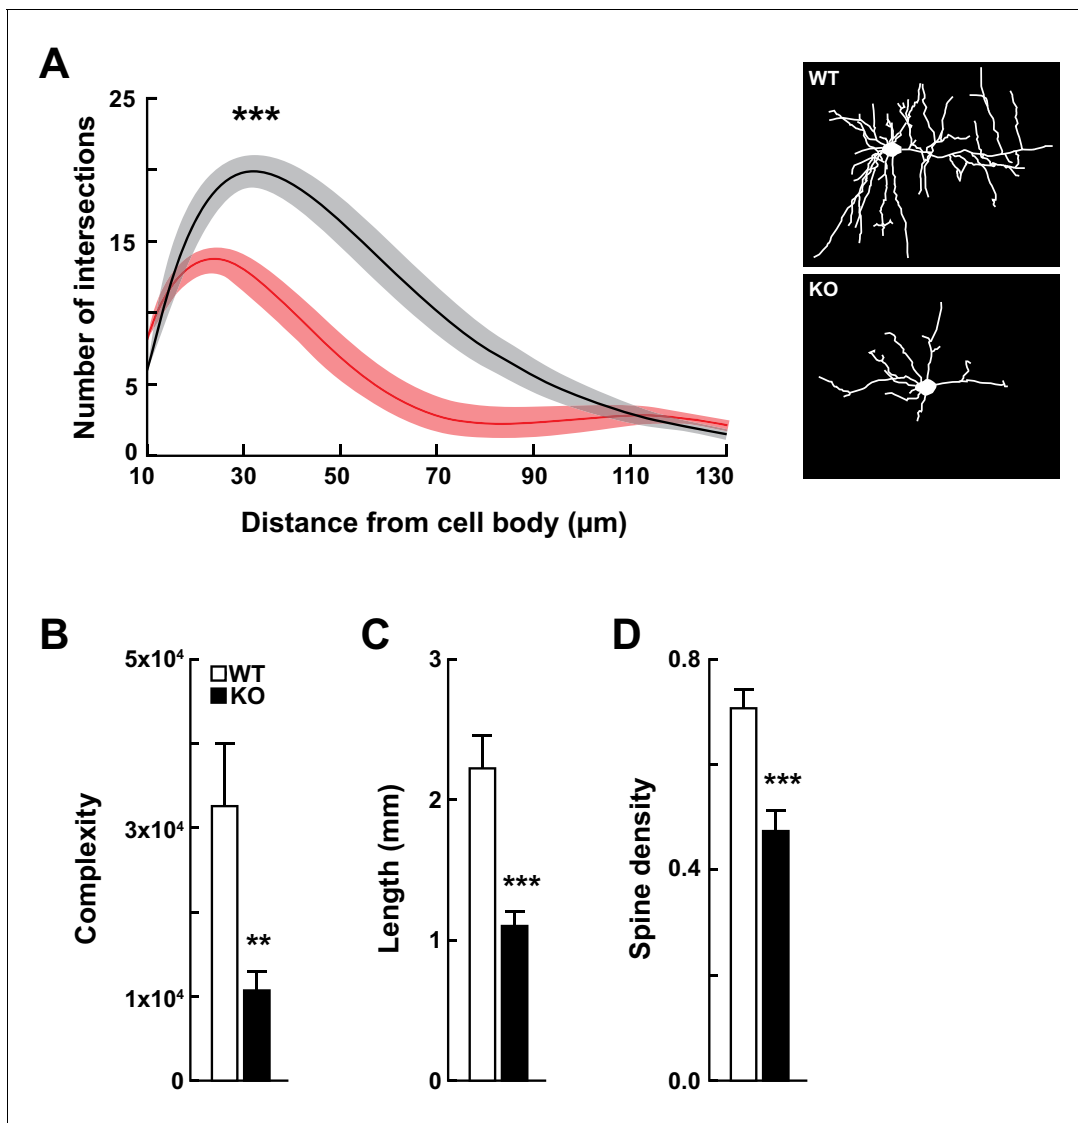 A
***
25
15
5
0
Number of intersections
10 30 50 70 90 110 130
Distance from cell body (µm)
WT
KO
B
5x10⁴
3x10⁴
1x10⁴
0
Complexity
WT
KO
**
C
3
2
1
0
Length (mm)
***
D
0.8
0.4
0.0
Spine density
***